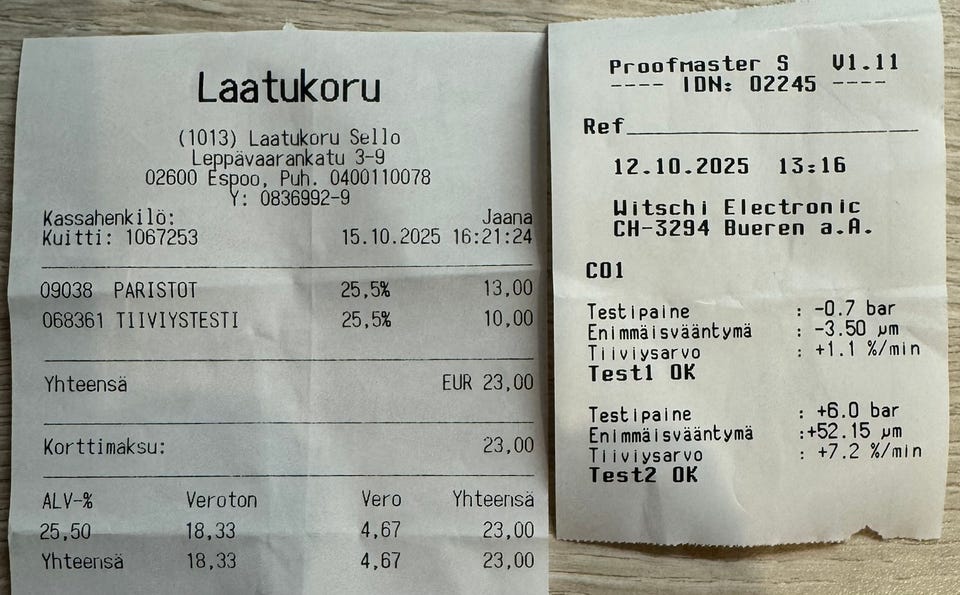 Laatukoru
(1013) Laatukoru Sello
Leppävaarankatu 3-9
02600 Espoo, Puh. 0400110078
Y: 0836992-9
Kassahenkilö: Jaana
Kuitti: 1067253 15.10.2025 16:21:24
09038 PARISTOT 25,5% 13,00
068361 TIIVIYSTESTI 25,5% 10,00
Yhteensä EUR 23,00
Korttimaksu: 23,00
ALV-% Veroton Vero Yhteensä
25,50 18,33 4,67 23,00
Yhteensä 18,33 4,67 23,00
Proofmaster S V1.11
---- IDN: 02245 ----
Ref
12.10.2025 13:16
Witschi Electronic
CH-3294 Bueren a.A.
C01
Testipaine : -0.7 bar
Enimmäisvääntymä : -3.50 µm
Tiiviysarvo : +1.1 %/min
Test1 OK
Testipaine : +6.0 bar
Enimmäisvääntymä :+52.15 µm
Tiiviysarvo : +7.2 %/min
Test2 OK